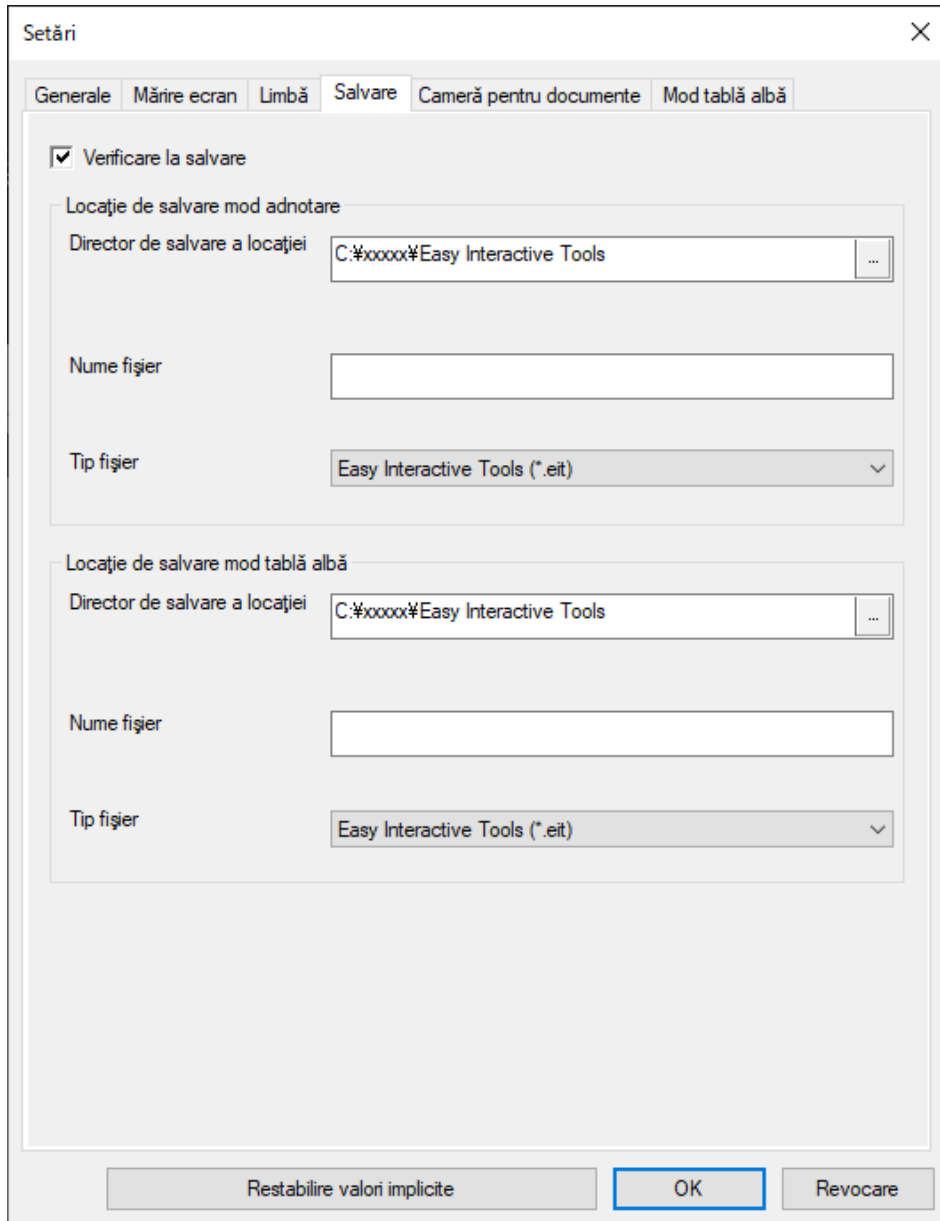 Setări
Generale Mărire ecran Limbă Salvare Cameră pentru documente Mod tablă albă
Verificare la salvare
Locaţie de salvare mod adnotare
Director de salvare a locaţiei C:¥xxxxx¥Easy Interactive Tools ...
Nume fişier
Tip fişier Easy Interactive Tools (*.eit)
Locaţie de salvare mod tablă albă
Director de salvare a locaţiei C:¥xxxxx¥Easy Interactive Tools ...
Nume fişier
Tip fişier Easy Interactive Tools (*.eit)
Restabilire valori implicite OK Revocare